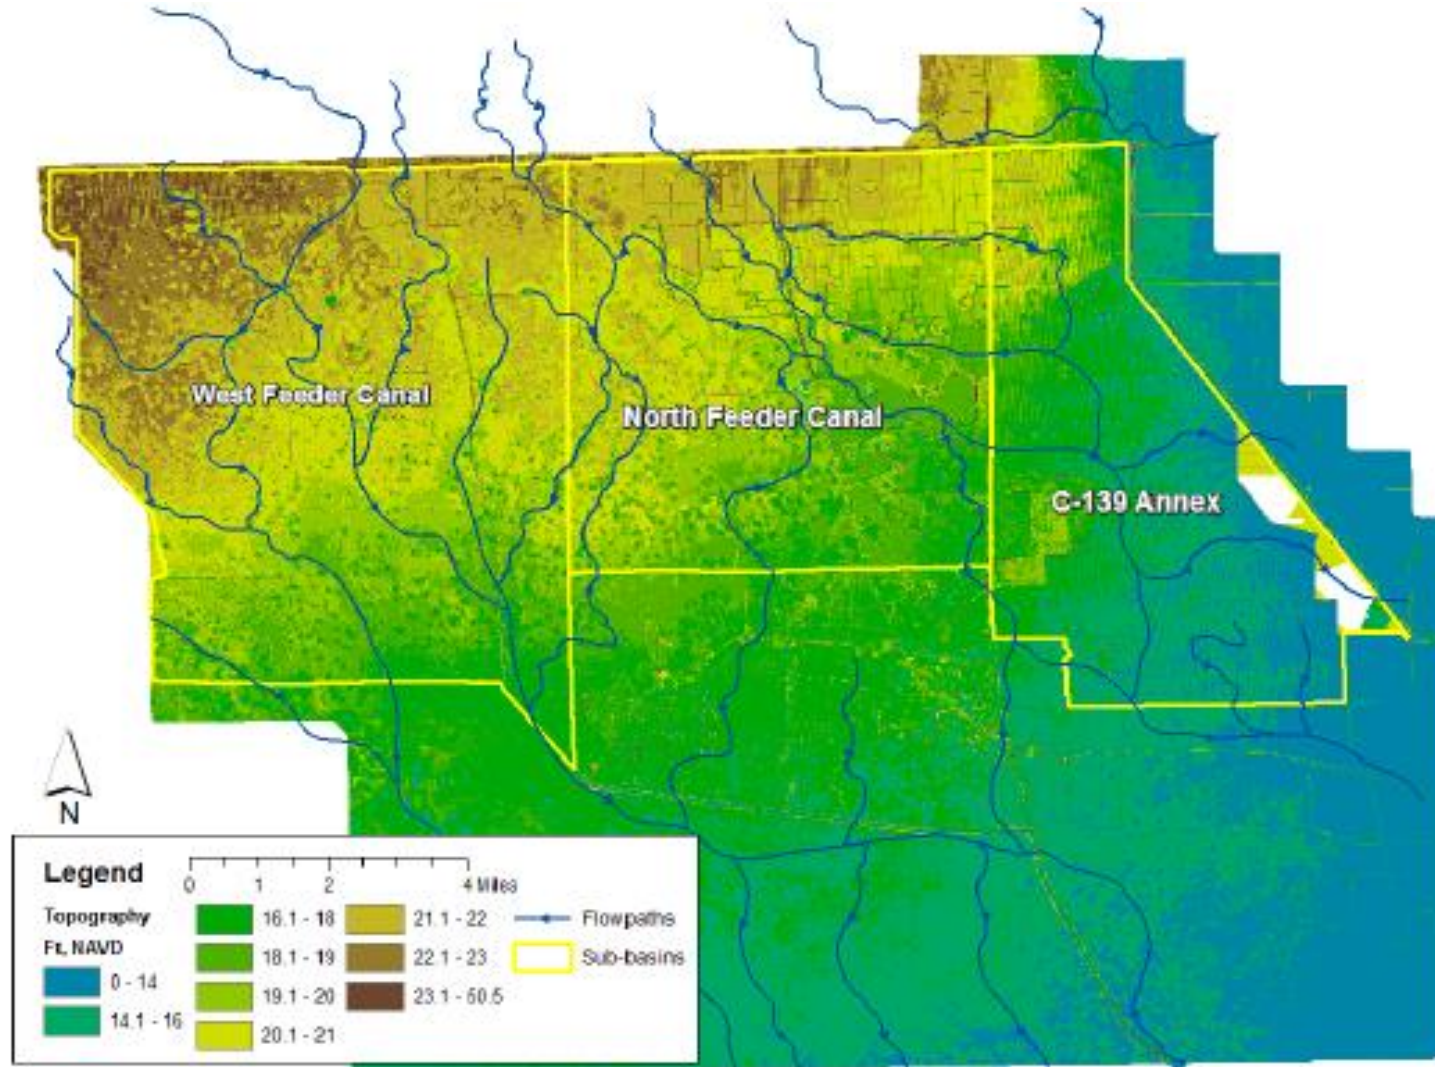 West Feeder Canal
North Feeder Canal
C-139 Annex
N
Legend
0 1 2 4 Miles
Topography
Ft, NAVD
0 - 14
14.1 - 16
16.1 - 18
18.1 - 19
19.1 - 20
20.1 - 21
21.1 - 22
22.1 - 23
23.1 - 50.5
Flowpaths
Sub-basins